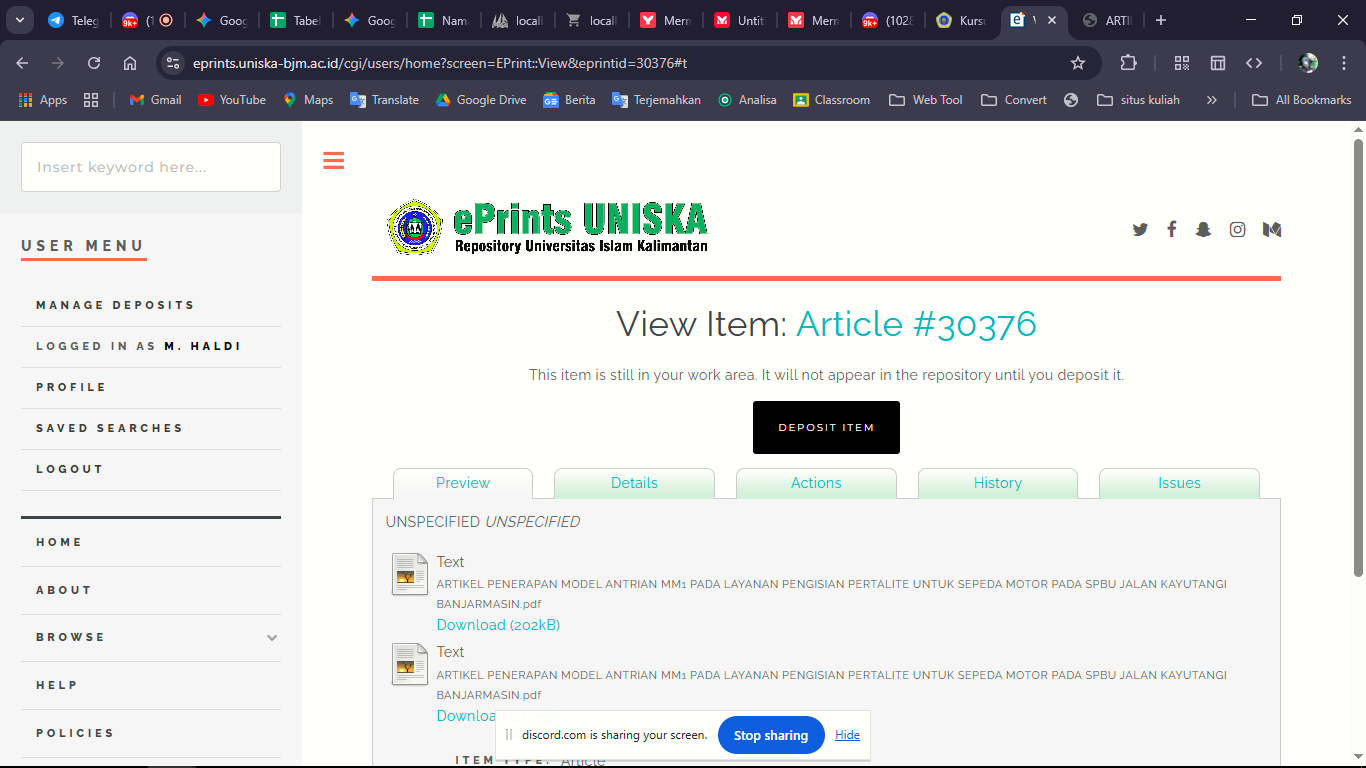 Teleg
9k+
(1
Goog
Tabel
Goog
Nam
locall
locall
Merm
Untit
Merm
9k+
(1028
Kursu
V
ARTII
eprints.uniska-bjm.ac.id/cgi/users/home?screen=EPrint::View&eprintid=30376#t
Apps
Gmail
YouTube
Maps
Translate
Google Drive
Berita
Terjemahkan
Analisa
Classroom
Web Tool
Convert
situs kuliah
»
All Bookmarks
Insert keyword here...
USER MENU
MANAGE DEPOSITS
LOGGED IN AS M. HALDI
PROFILE
SAVED SEARCHES
LOGOUT
HOME
ABOUT
BROWSE
HELP
POLICIES
ePrints UNISKA
Repository Universitas Islam Kalimantan
View Item: Article #30376
This item is still in your work area. It will not appear in the repository until you deposit it.
DEPOSIT ITEM
Preview
Details
Actions
History
Issues
UNSPECIFIED UNSPECIFIED
Text
ARTIKEL PENERAPAN MODEL ANTRIAN MM1 PADA LAYANAN PENGISIAN PERTALITE UNTUK SEPEDA MOTOR PADA SPBU JALAN KAYUTANGI
BANJARMASIN.pdf
Download (202kB)
Text
ARTIKEL PENERAPAN MODEL ANTRIAN MM1 PADA LAYANAN PENGISIAN PERTALITE UNTUK SEPEDA MOTOR PADA SPBU JALAN KAYUTANGI
BANJARMASIN.pdf
Downloa
discord.com is sharing your screen.
Stop sharing
Hide
ITEM TYPE: Article